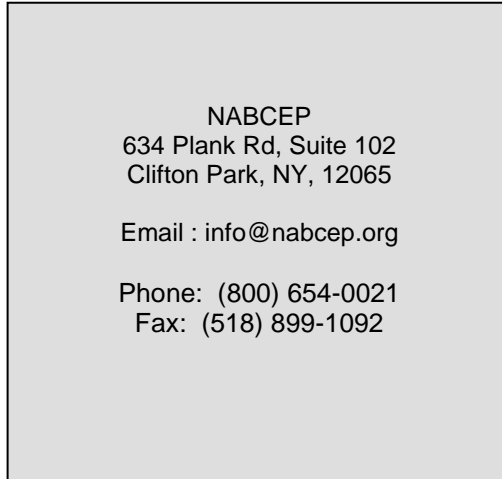 NABCEP
634 Plank Rd, Suite 102
Clifton Park, NY, 12065
Email : info@nabcep.org
Phone:  (800) 654-0021
Fax:  (518) 899-1092